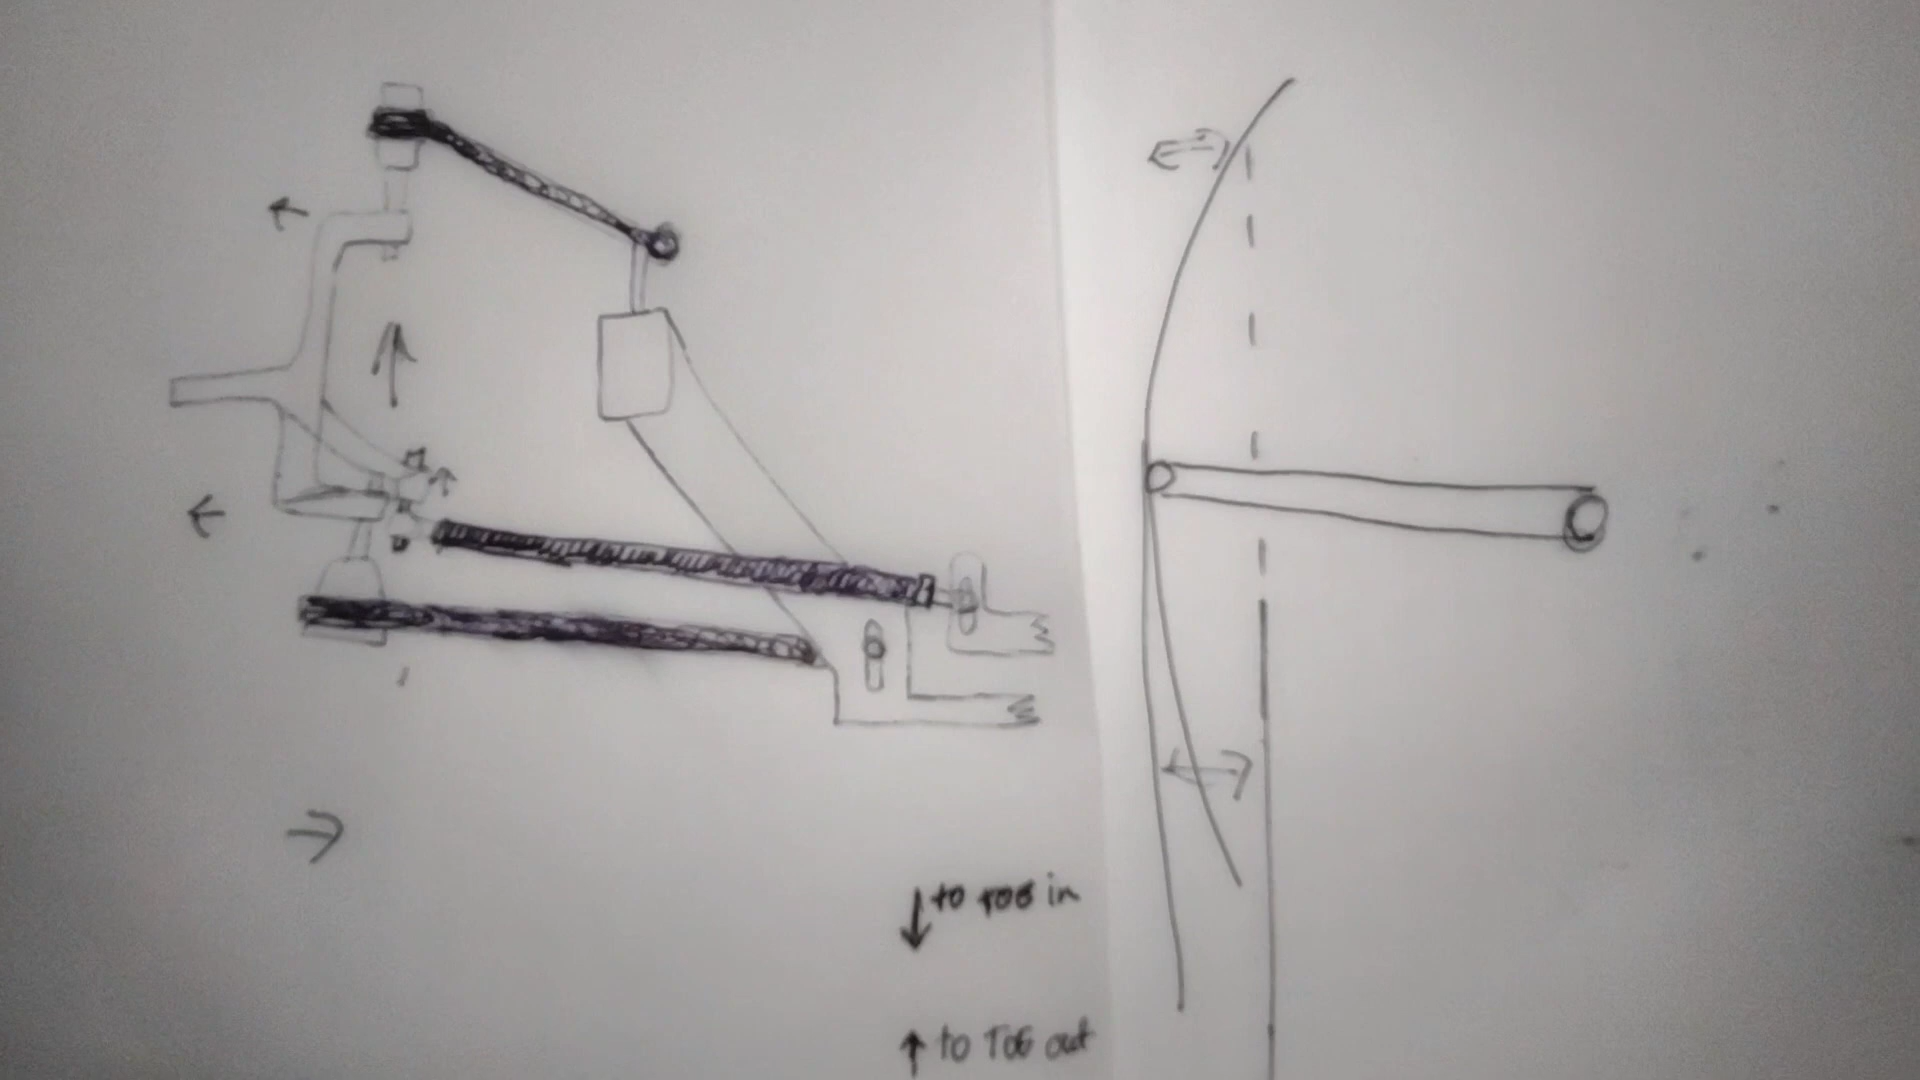 ↓ to TOE in
↑ to TOE out